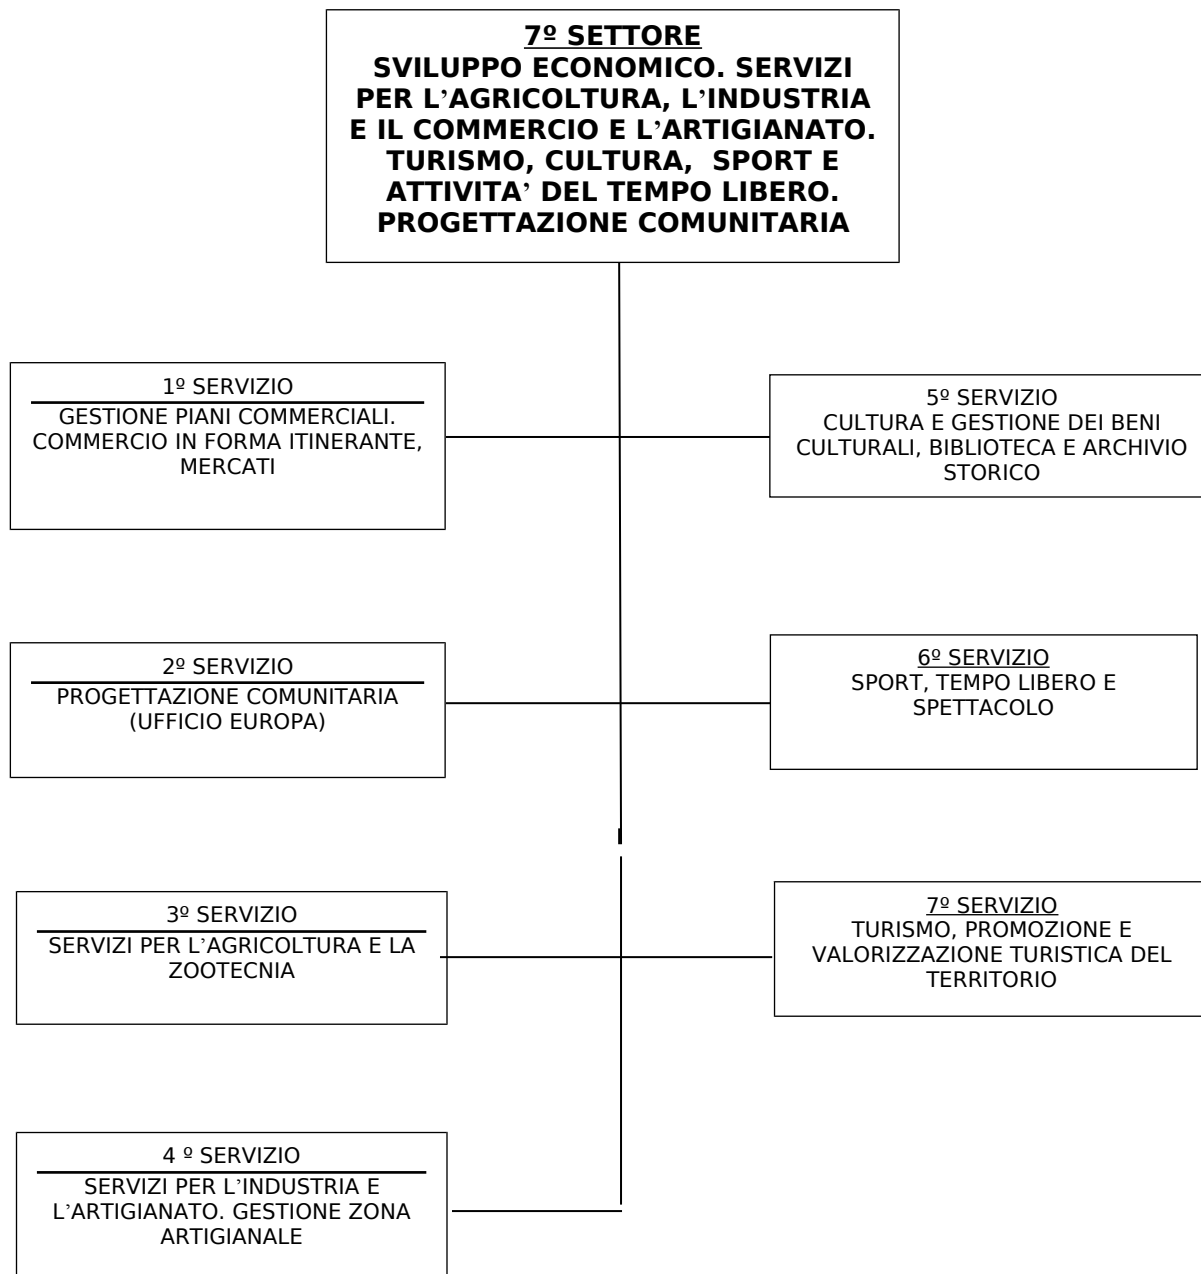 7º SETTORE
SVILUPPO ECONOMICO. SERVIZI
PER L’AGRICOLTURA, L’INDUSTRIA
E IL COMMERCIO E L’ARTIGIANATO.
TURISMO, CULTURA, SPORT E
ATTIVITA’ DEL TEMPO LIBERO.
PROGETTAZIONE COMUNITARIA
1º SERVIZIO
GESTIONE PIANI COMMERCIALI.
COMMERCIO IN FORMA ITINERANTE,
MERCATI
5º SERVIZIO
CULTURA E GESTIONE DEI BENI
CULTURALI, BIBLIOTECA E ARCHIVIO
STORICO
2º SERVIZIO
PROGETTAZIONE COMUNITARIA
(UFFICIO EUROPA)
6º SERVIZIO
SPORT, TEMPO LIBERO E
SPETTACOLO
3º SERVIZIO
SERVIZI PER L’AGRICOLTURA E LA
ZOOTECNIA
7º SERVIZIO
TURISMO, PROMOZIONE E
VALORIZZAZIONE TURISTICA DEL
TERRITORIO
4 º SERVIZIO
SERVIZI PER L’INDUSTRIA E
L’ARTIGIANATO. GESTIONE ZONA
ARTIGIANALE